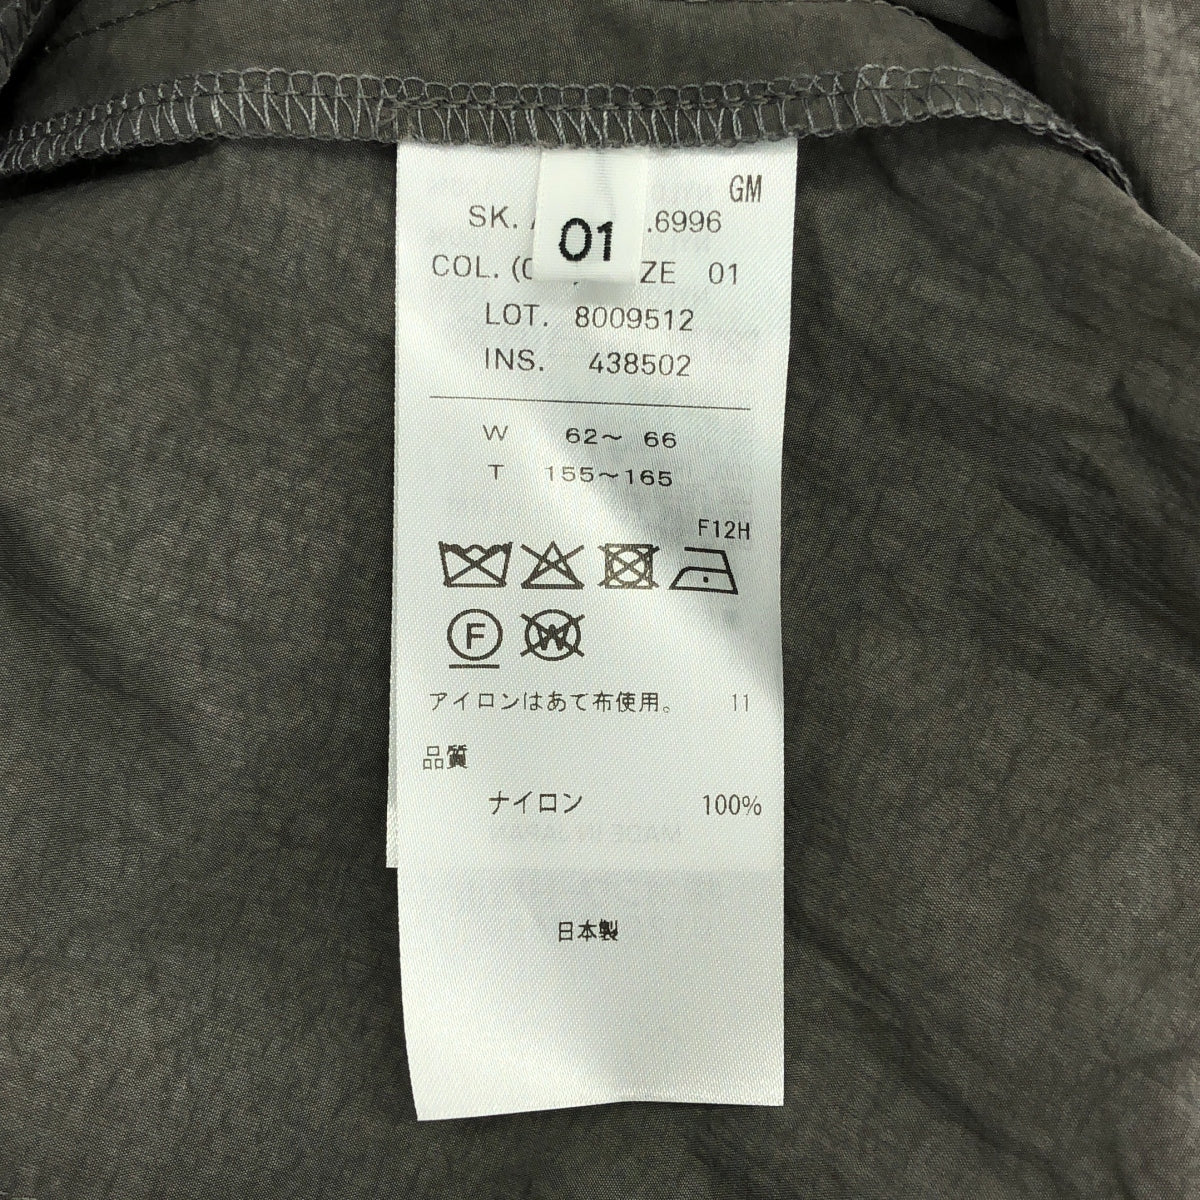 GM
SK. .6996
01
COL. ZE 01
LOT. 8009512
INS. 438502
W 62〜 66
T 155〜165
F12H
F
W
アイロンはあて布使用。 11
品質
ナイロン 100%
日本製